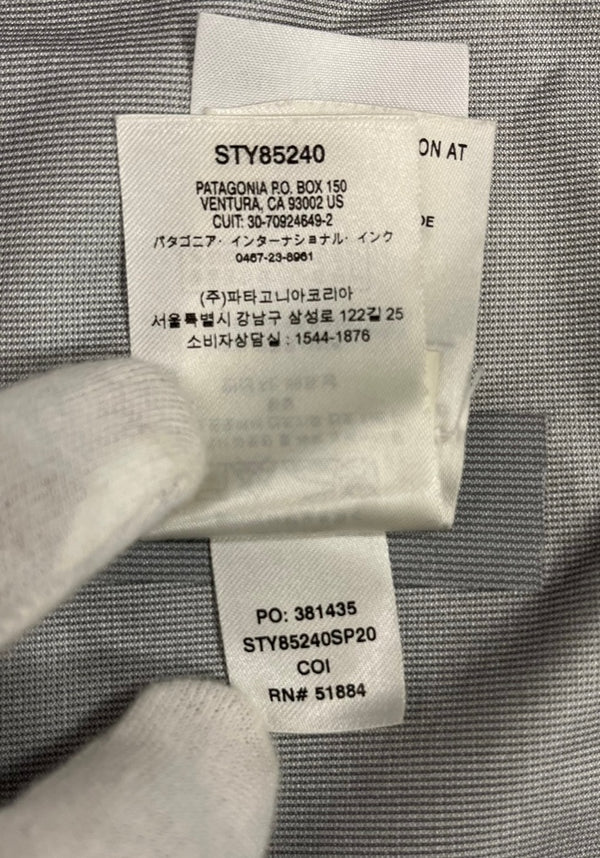 STY85240
PATAGONIA P.O. BOX 150
VENTURA, CA 93002 US
CUIT: 30-70924649-2
パタゴニア・インターナショナル・インク
0467-23-8961
(주)파타고니아코리아
서울특별시 강남구 삼성로 122길 25
소비자상담실 : 1544-1876
ON AT
DE
PO: 381435
STY85240SP20
COI
RN# 51884